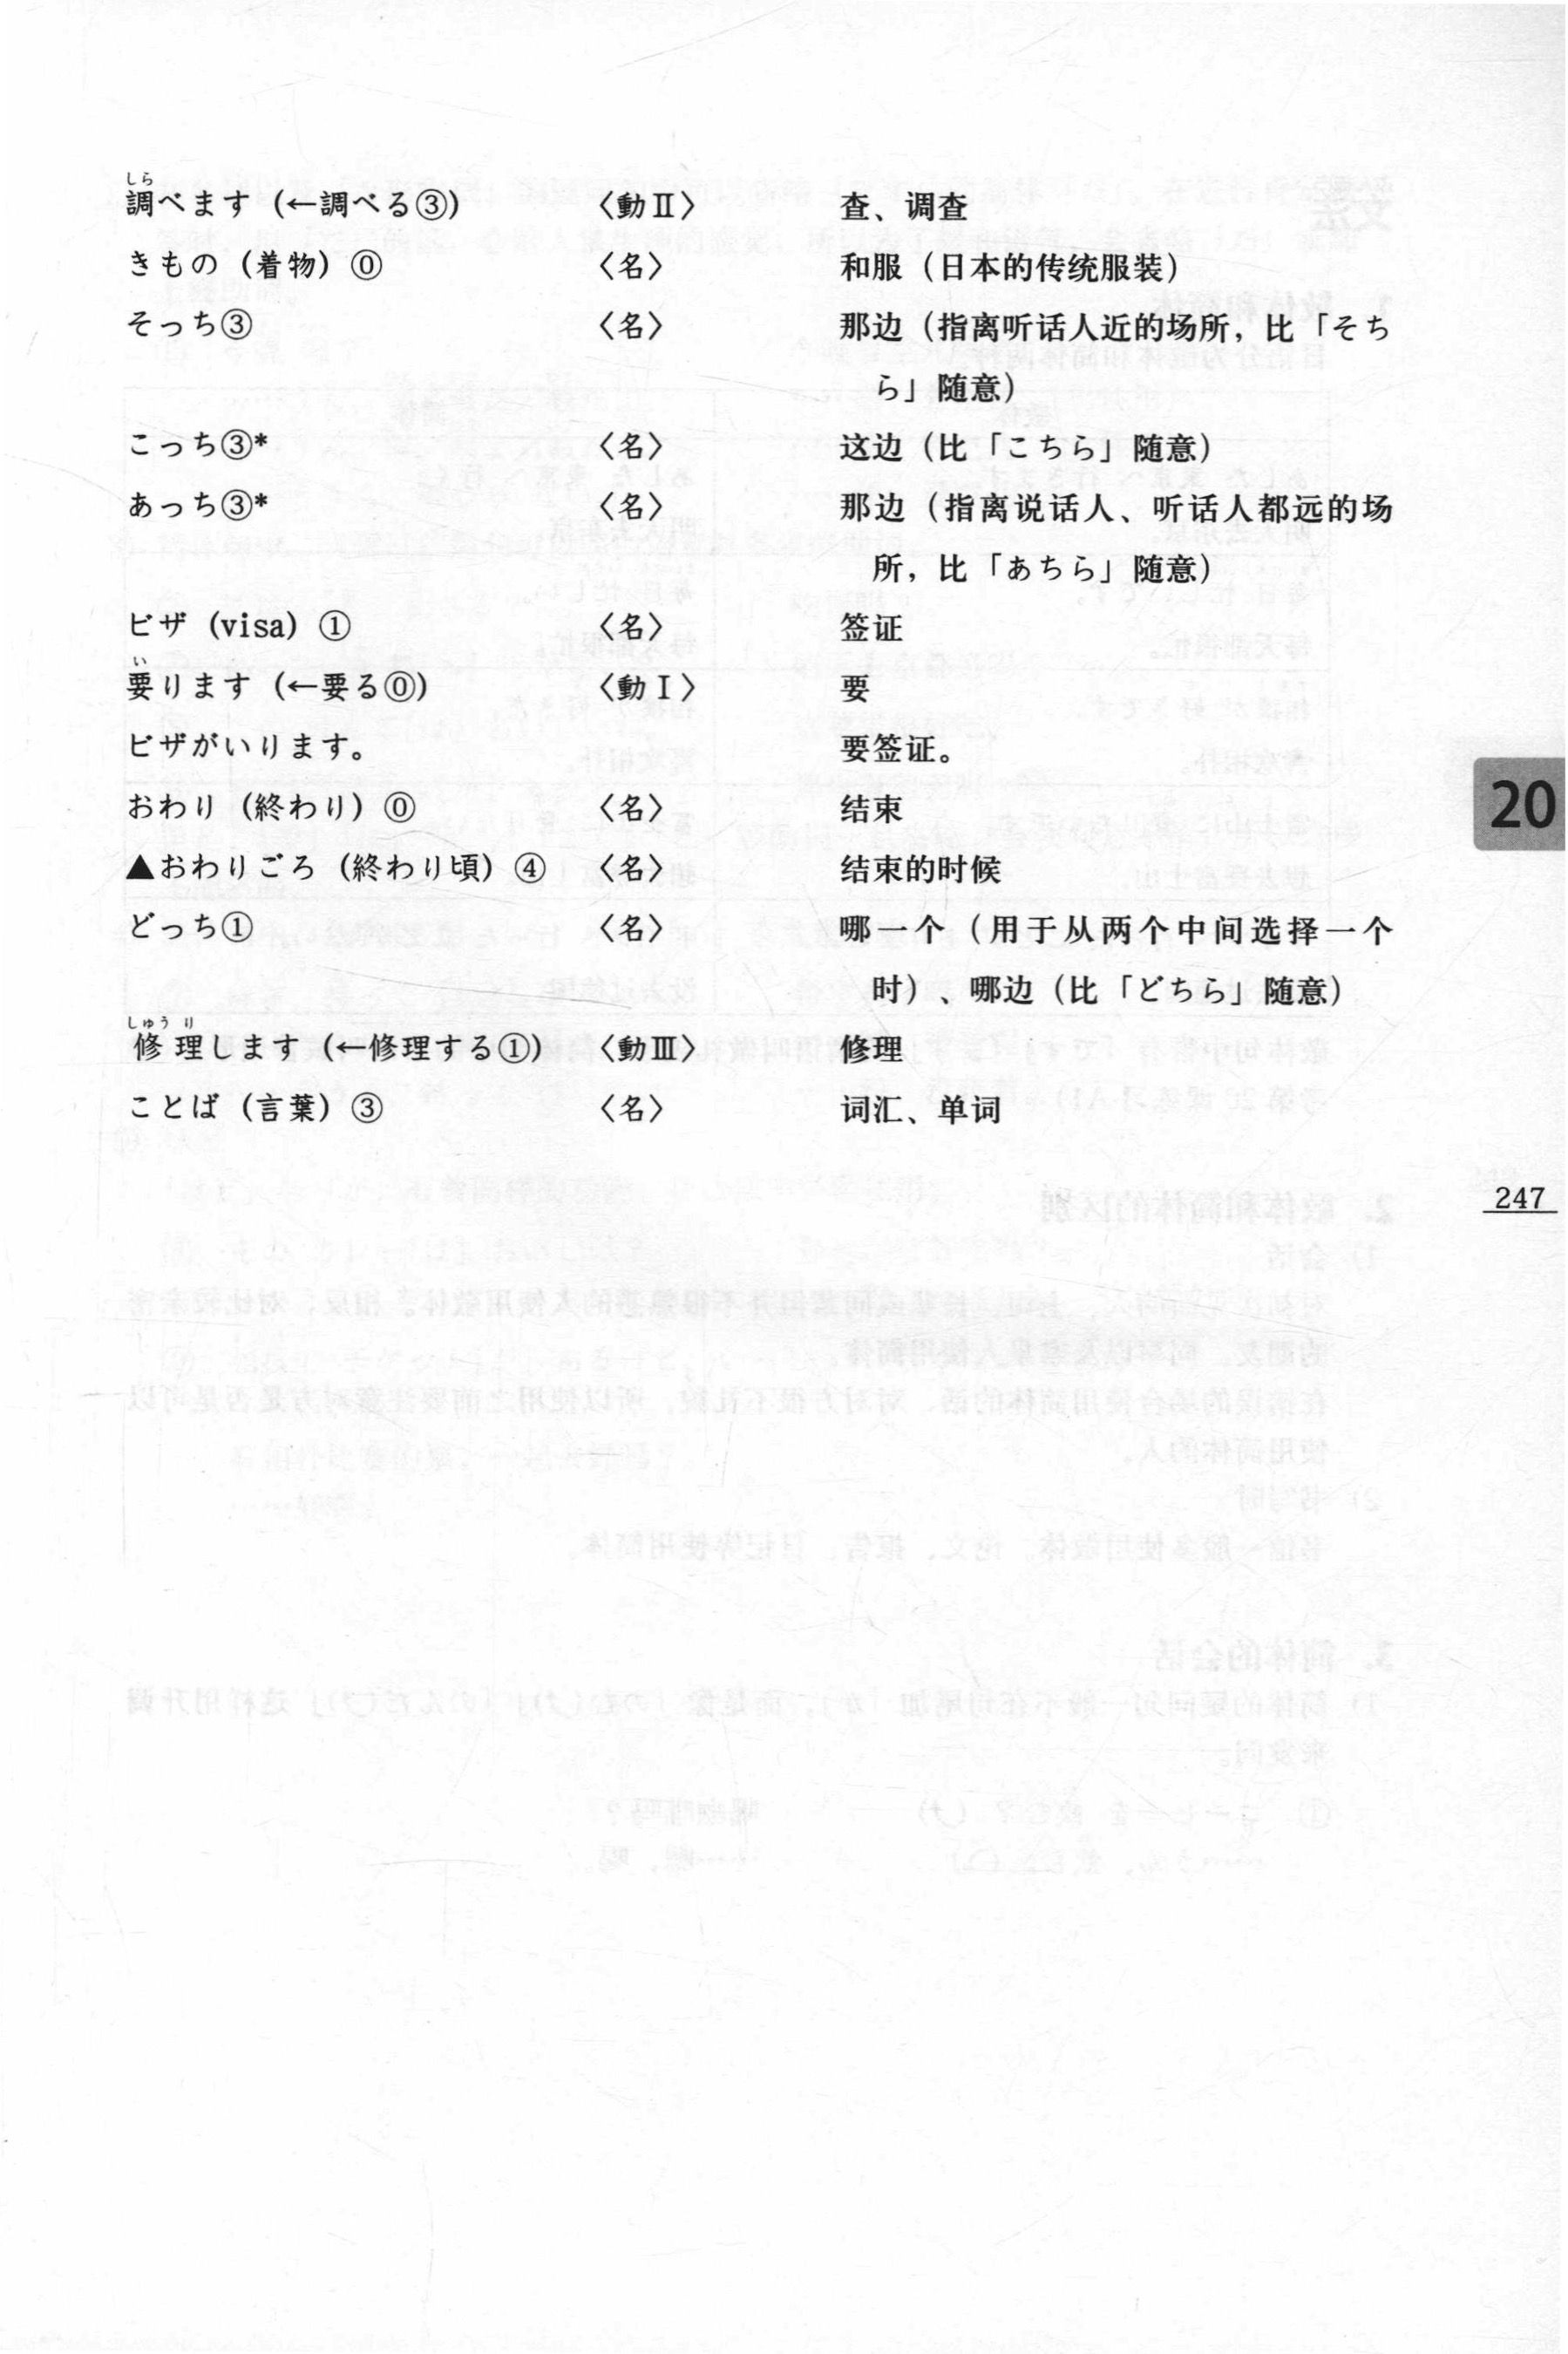 しら
調べます（←調べる③） 〈動Ⅱ〉 查、调查
きもの（着物）⓪ 〈名〉 和服（日本的传统服装）
そっち③ 〈名〉 那边（指离听话人近的场所，比「そち
ら」随意）
こっち③* 〈名〉 这边（比「こちら」随意）
あっち③* 〈名〉 那边（指离说话人、听话人都远的场
所，比「あちら」随意）
ビザ（visa）① 〈名〉 签证
い
要ります（←要る⓪） 〈動Ⅰ〉 要
ビザがいります。 要签证。
おわり（終わり）⓪ 〈名〉 结束
20
▲おわりごろ（終わり頃）④ 〈名〉 结束的时候
どっち① 〈名〉 哪一个（用于从两个中间选择一个
时）、哪边（比「どちら」随意）
しゅう り
修理します（←修理する①） 〈動Ⅲ〉 修理
ことば（言葉）③ 〈名〉 词汇、单词
247